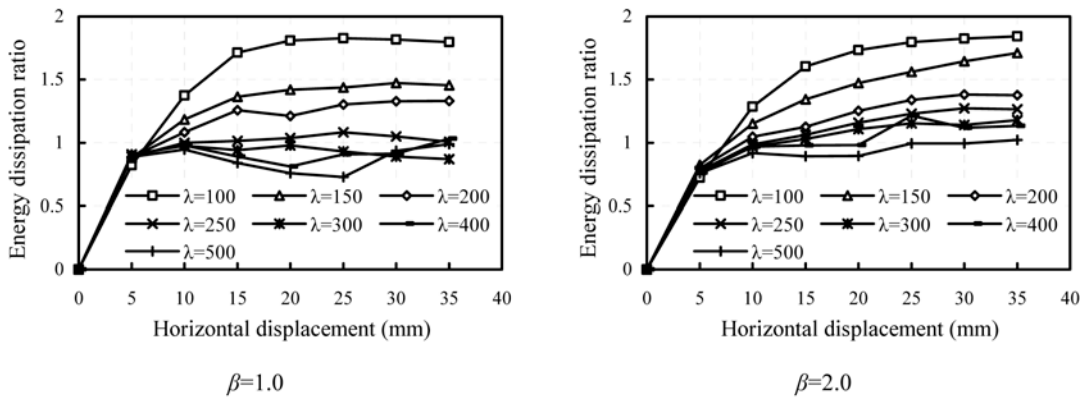 Energy dissipation ratio
2
1.5
1
0.5
0
λ=100 λ=150 λ=200
λ=250 λ=300 λ=400
λ=500
0 5 10 15 20 25 30 35 40
Horizontal displacement (mm)
β=1.0
Energy dissipation ratio
2
1.5
1
0.5
0
λ=100 λ=150 λ=200
λ=250 λ=300 λ=400
λ=500
0 5 10 15 20 25 30 35 40
Horizontal displacement (mm)
β=2.0